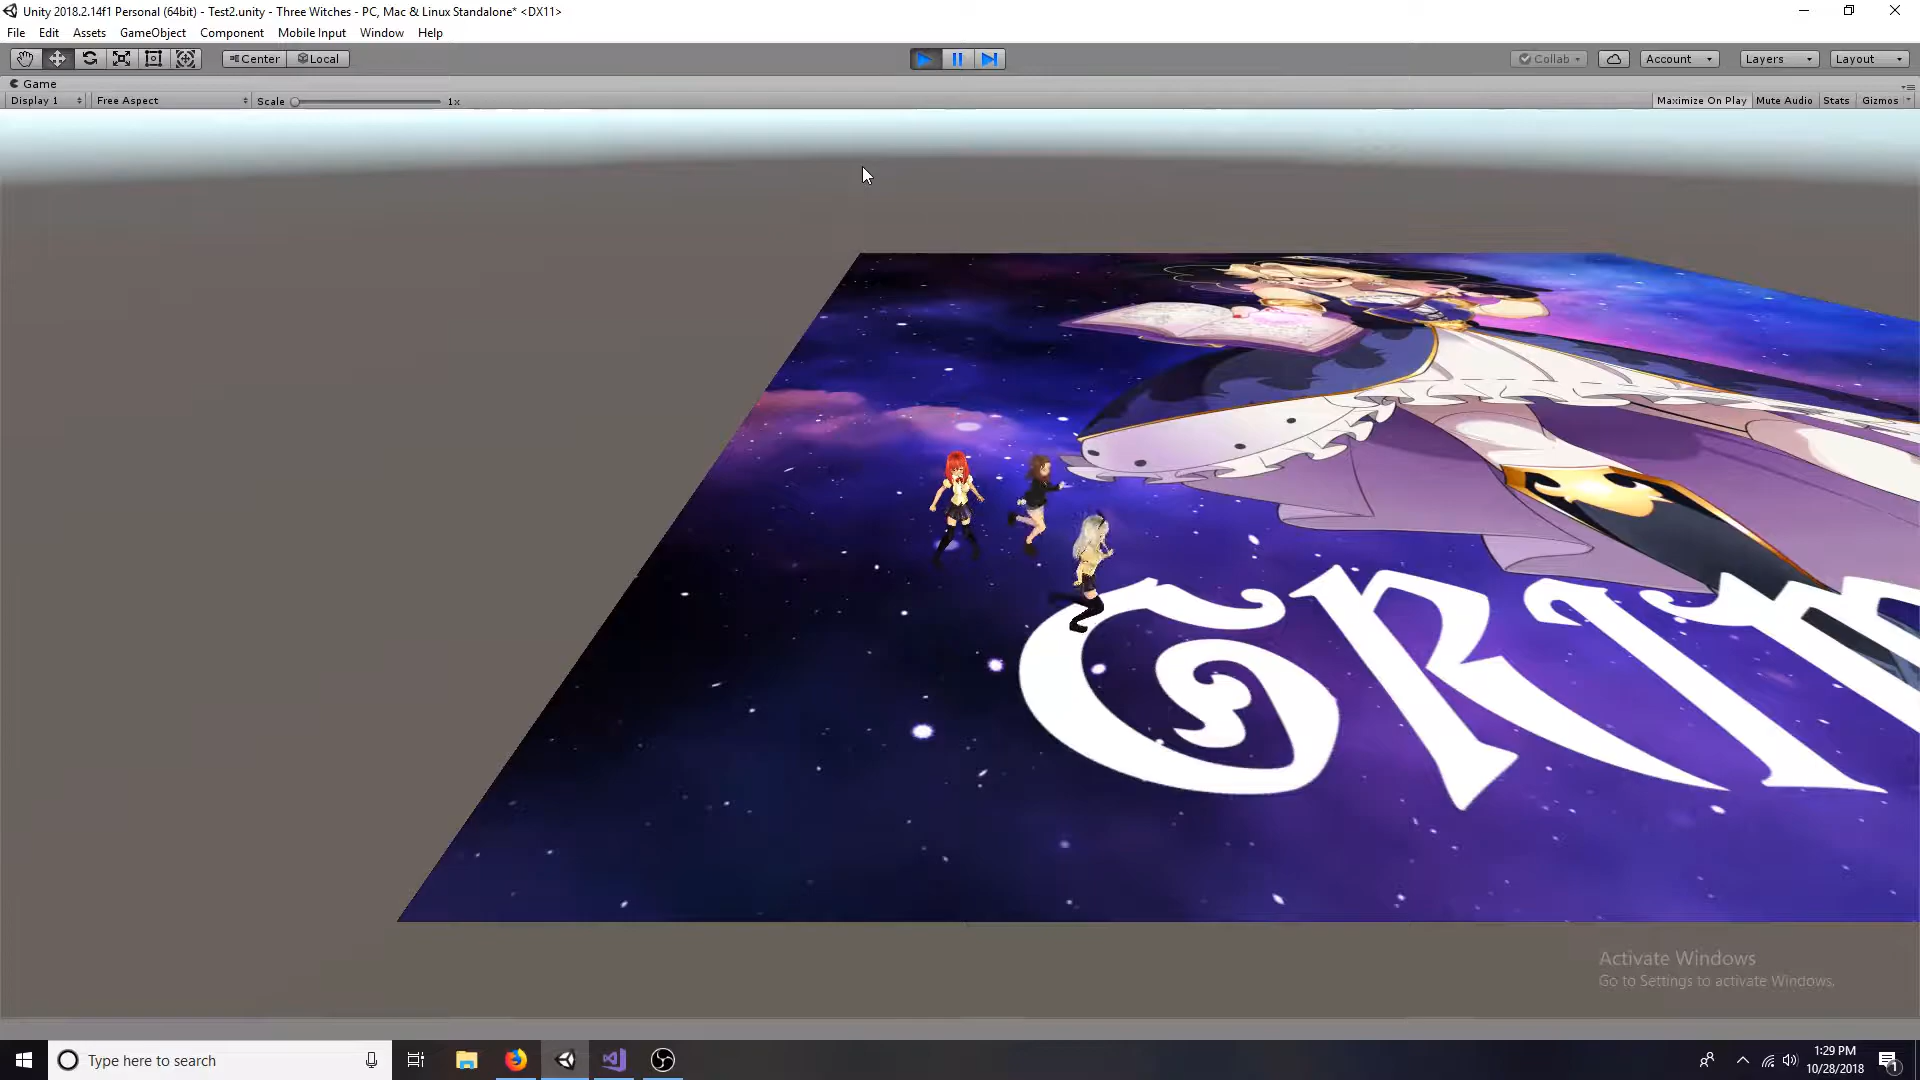 Unity 2018.2.14f1 Personal (64bit) - Test2.unity - Three Witches - PC, Mac & Linux Standalone* <DX11>
File Edit Assets GameObject Component Mobile Input Window Help
Center Local Collab Account Layers Layout
Game
Display 1 Free Aspect Scale 1x Maximize On Play Mute Audio Stats Gizmos
GRIM
Activate Windows
Go to Settings to activate Windows.
Type here to search
1:29 PM
10/28/2018
1